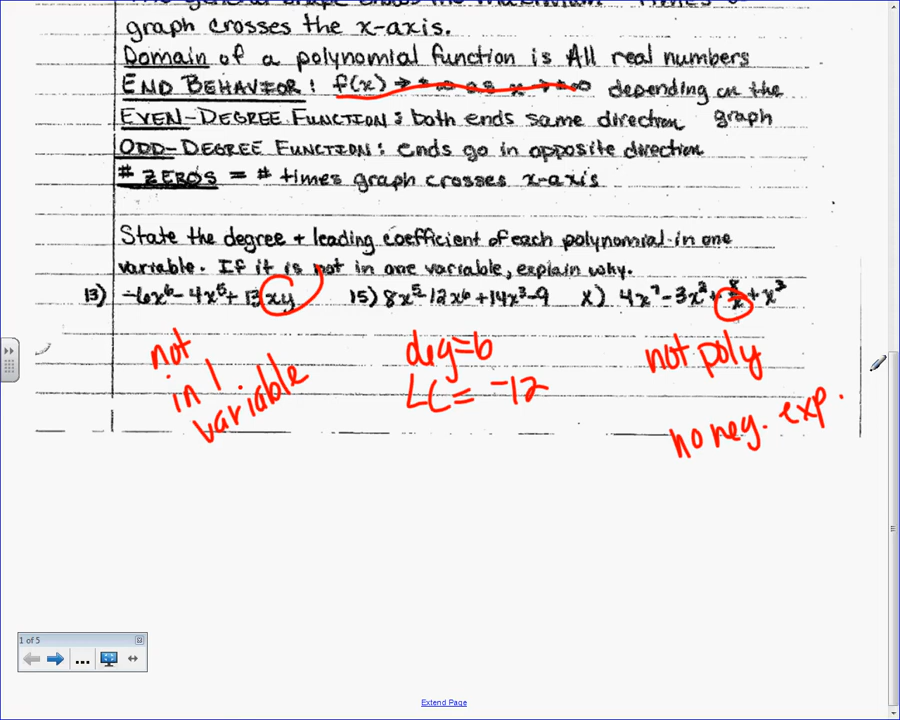 graph crosses the x-axis.
Domain of a polynomial function is All real numbers
END BEHAVIOR: f(x) → ±∞ as x → ±∞ depending on the
EVEN-DEGREE FUNCTION: both ends same direction graph
ODD-DEGREE FUNCTION: ends go in opposite direction
# ZEROS = # times graph crosses x-axis
State the degree + leading coefficient of each polynomial in one
variable. If it is not in one variable, explain why.
13) -6x⁶ - 4x⁵ + 13xy 15) 8x⁵ - 12x⁶ + 14x³ - 9 x) 4x⁷ - 3x² + 8/x + x³
not
in 1
variable
deg=6
LC= -12
not poly
no neg. exp.
1 of 5
Extend Page